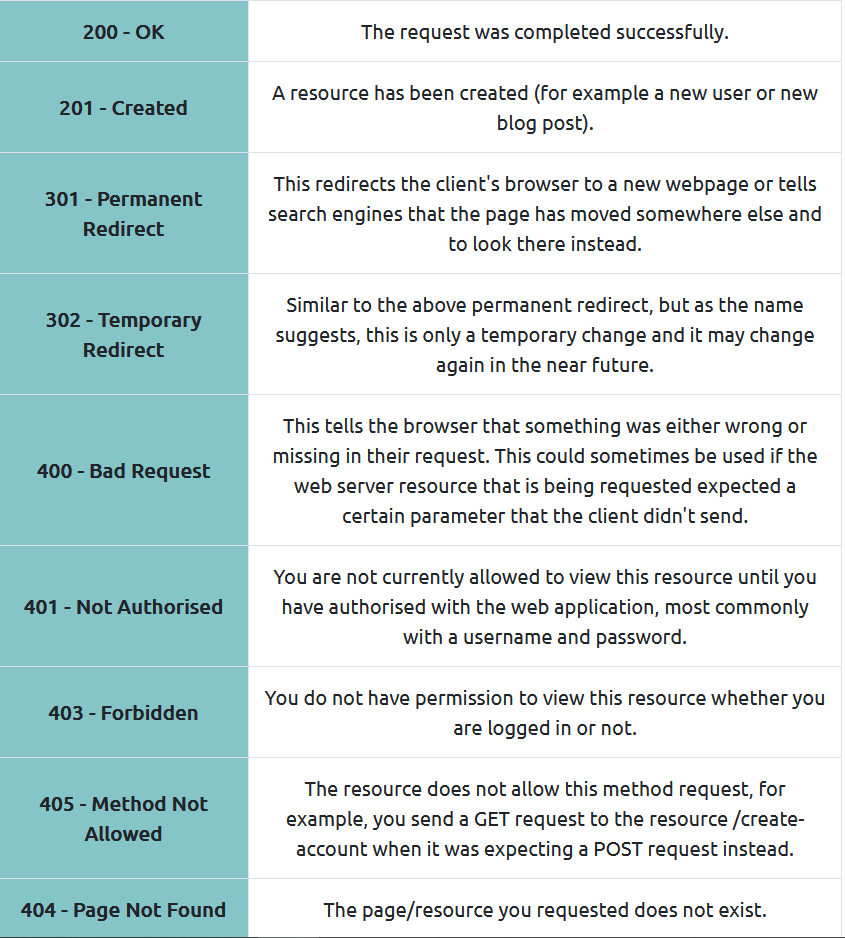 200 - OK
The request was completed successfully.
201 - Created
A resource has been created (for example a new user or new
blog post).
301 - Permanent
Redirect
This redirects the client's browser to a new webpage or tells
search engines that the page has moved somewhere else and
to look there instead.
302 - Temporary
Redirect
Similar to the above permanent redirect, but as the name
suggests, this is only a temporary change and it may change
again in the near future.
400 - Bad Request
This tells the browser that something was either wrong or
missing in their request. This could sometimes be used if the
web server resource that is being requested expected a
certain parameter that the client didn't send.
401 - Not Authorised
You are not currently allowed to view this resource until you
have authorised with the web application, most commonly
with a username and password.
403 - Forbidden
You do not have permission to view this resource whether you
are logged in or not.
405 - Method Not
Allowed
The resource does not allow this method request, for
example, you send a GET request to the resource /create-
account when it was expecting a POST request instead.
404 - Page Not Found
The page/resource you requested does not exist.